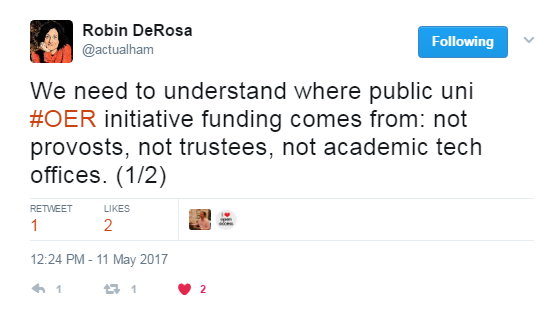 Robin DeRosa
@actualham
Following
We need to understand where public uni
#OER initiative funding comes from: not
provosts, not trustees, not academic tech
offices. (1/2)
RETWEET LIKES
1 2
I ❤ open access
12:24 PM - 11 May 2017
1 1 2